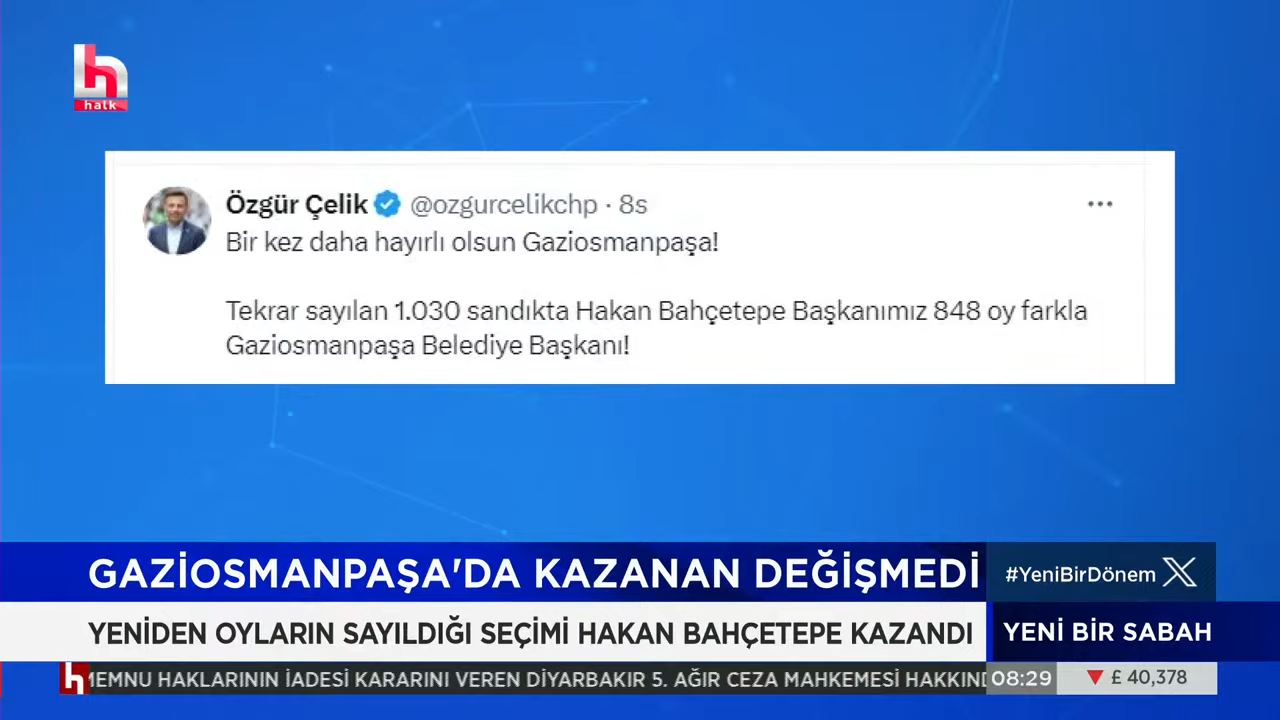 halk
Özgür Çelik @ozgurcelikchp · 8s
Bir kez daha hayırlı olsun Gaziosmanpaşa!
Tekrar sayılan 1.030 sandıkta Hakan Bahçetepe Başkanımız 848 oy farkla
Gaziosmanpaşa Belediye Başkanı!
GAZİOSMANPAŞA'DA KAZANAN DEĞİŞMEDİ
#YeniBirDönem X
YENİDEN OYLARIN SAYILDIĞI SEÇİMİ HAKAN BAHÇETEPE KAZANDI
YENİ BİR SABAH
MEMNU HAKLARININ İADESİ KARARINI VEREN DİYARBAKIR 5. AĞIR CEZA MAHKEMESİ HAKKIND
08:29
£ 40,378